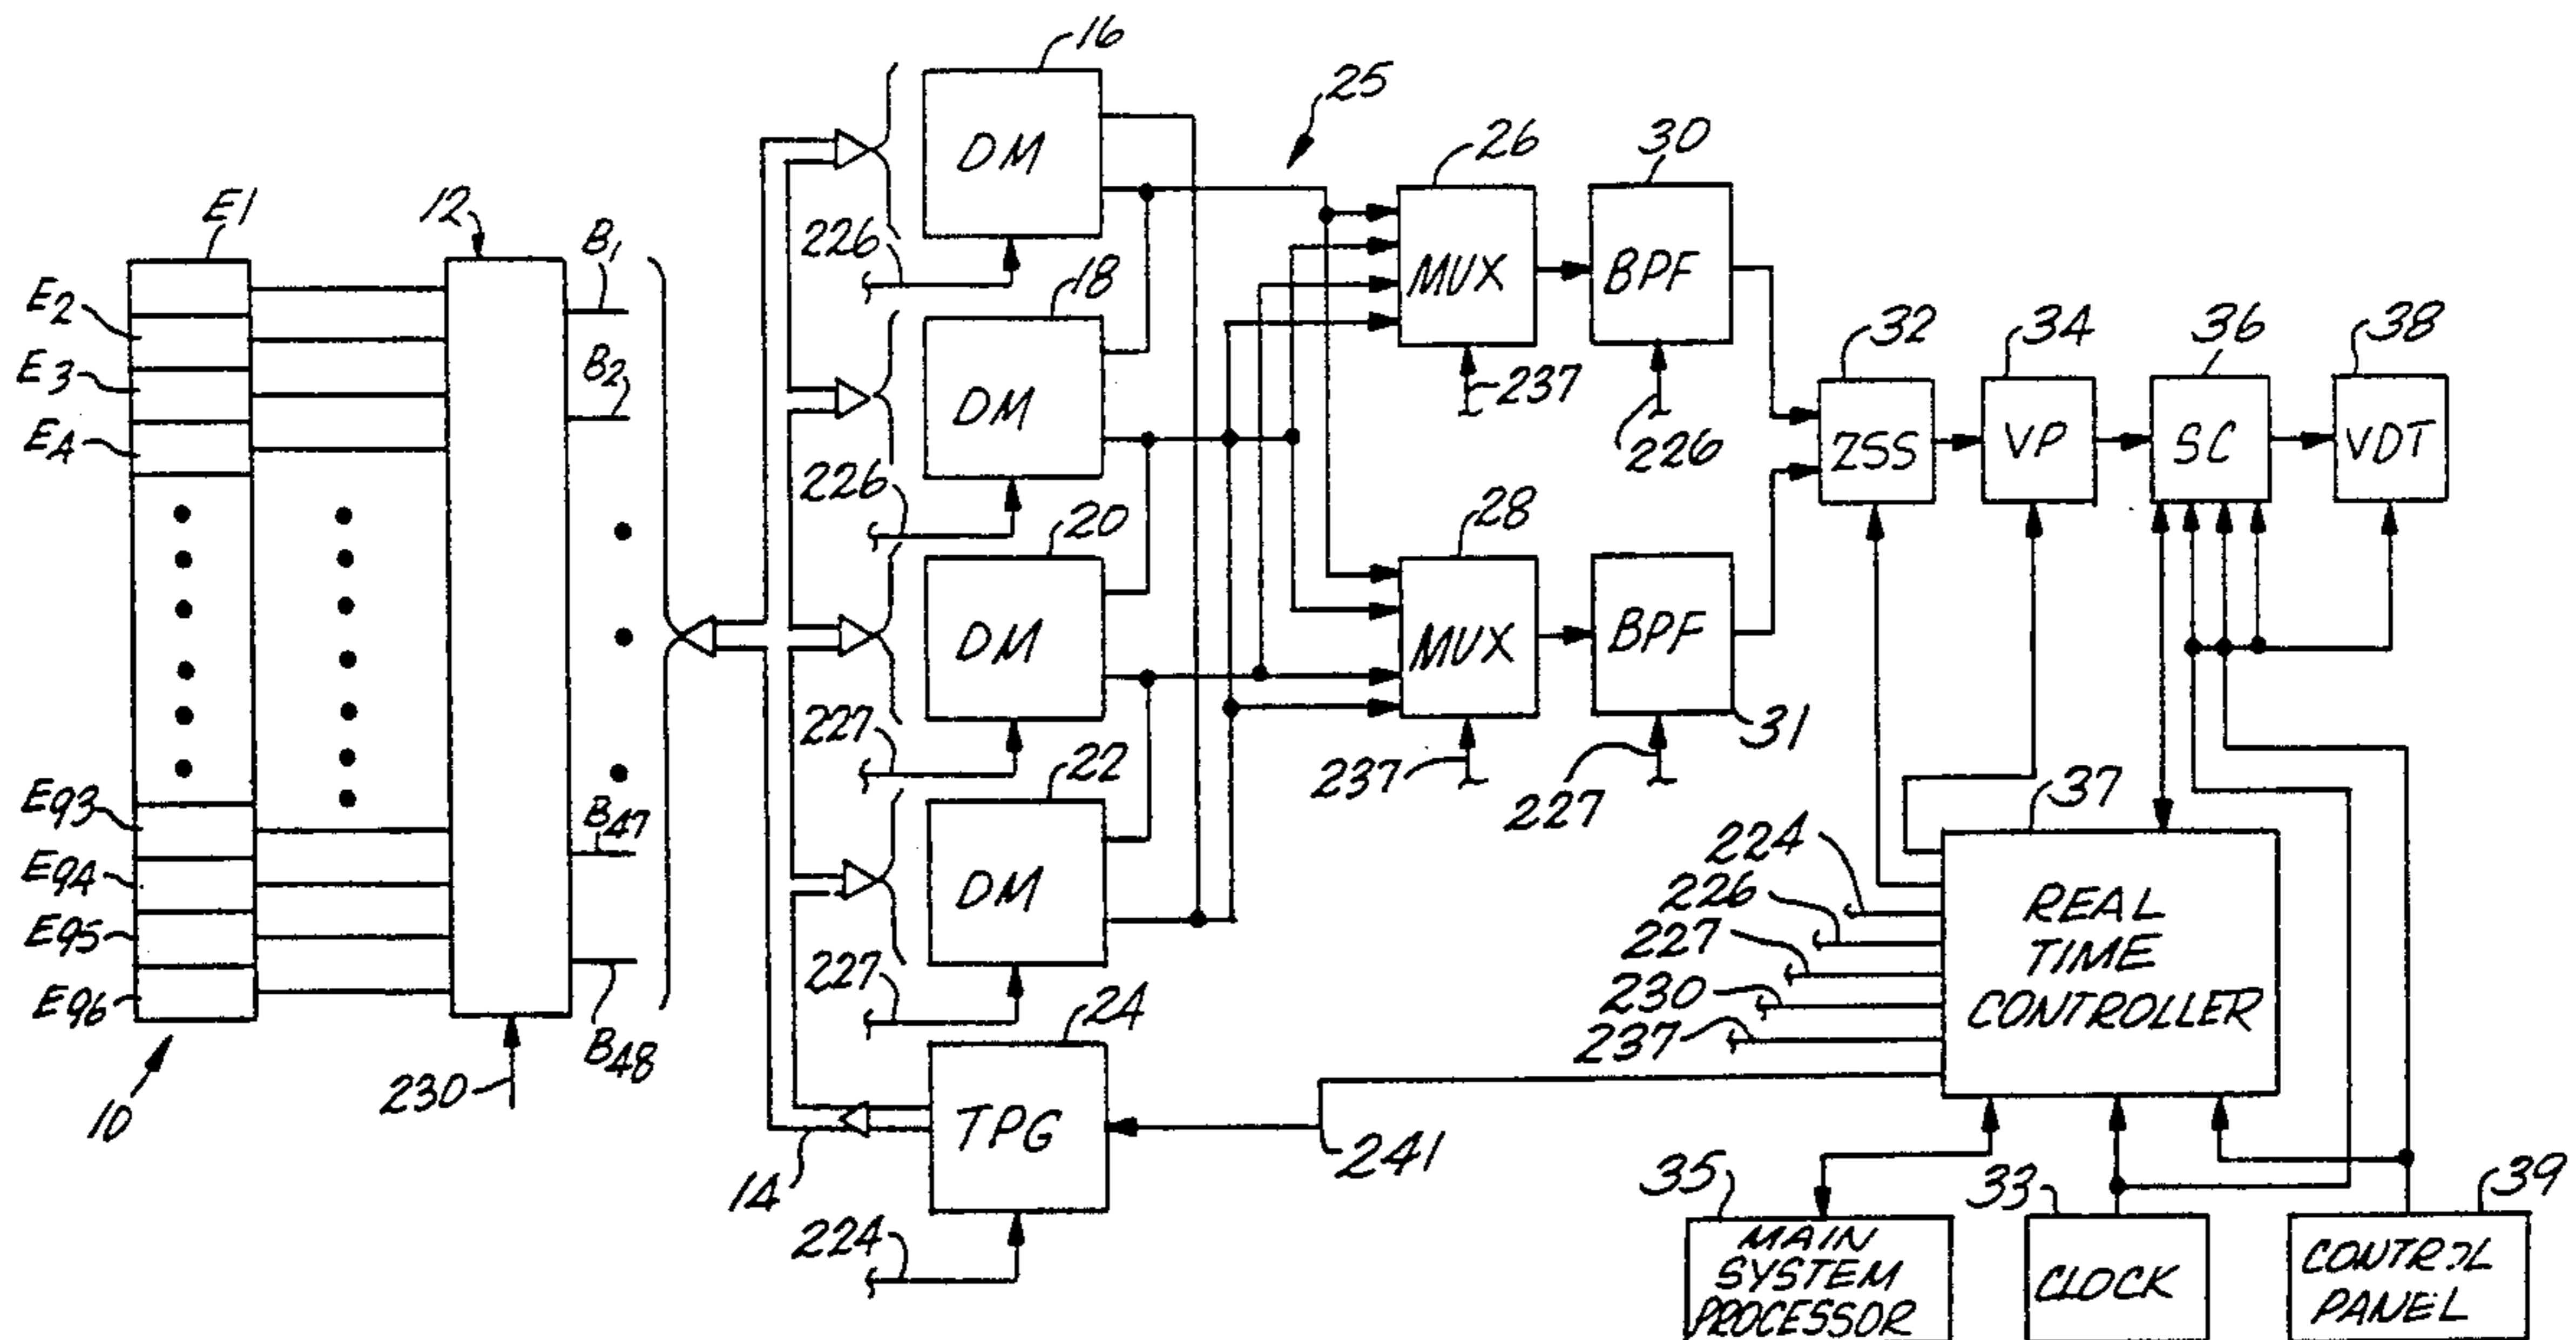 E1
E2
E3
E4
E93
E94
E95
E96
10
12
230
B1
B2
B47
B48
14
16
DM
226
18
DM
226
20
DM
227
22
DM
227
24
TPG
224
241
25
26
MUX
237
28
MUX
237
30
BPF
226
BPF
31
227
32
ZSS
34
VP
36
SC
38
VDT
37
REAL
TIME
CONTROLLER
224
226
227
230
237
35
MAIN
SYSTEM
PROCESSOR
33
CLOCK
39
CONTROL
PANEL